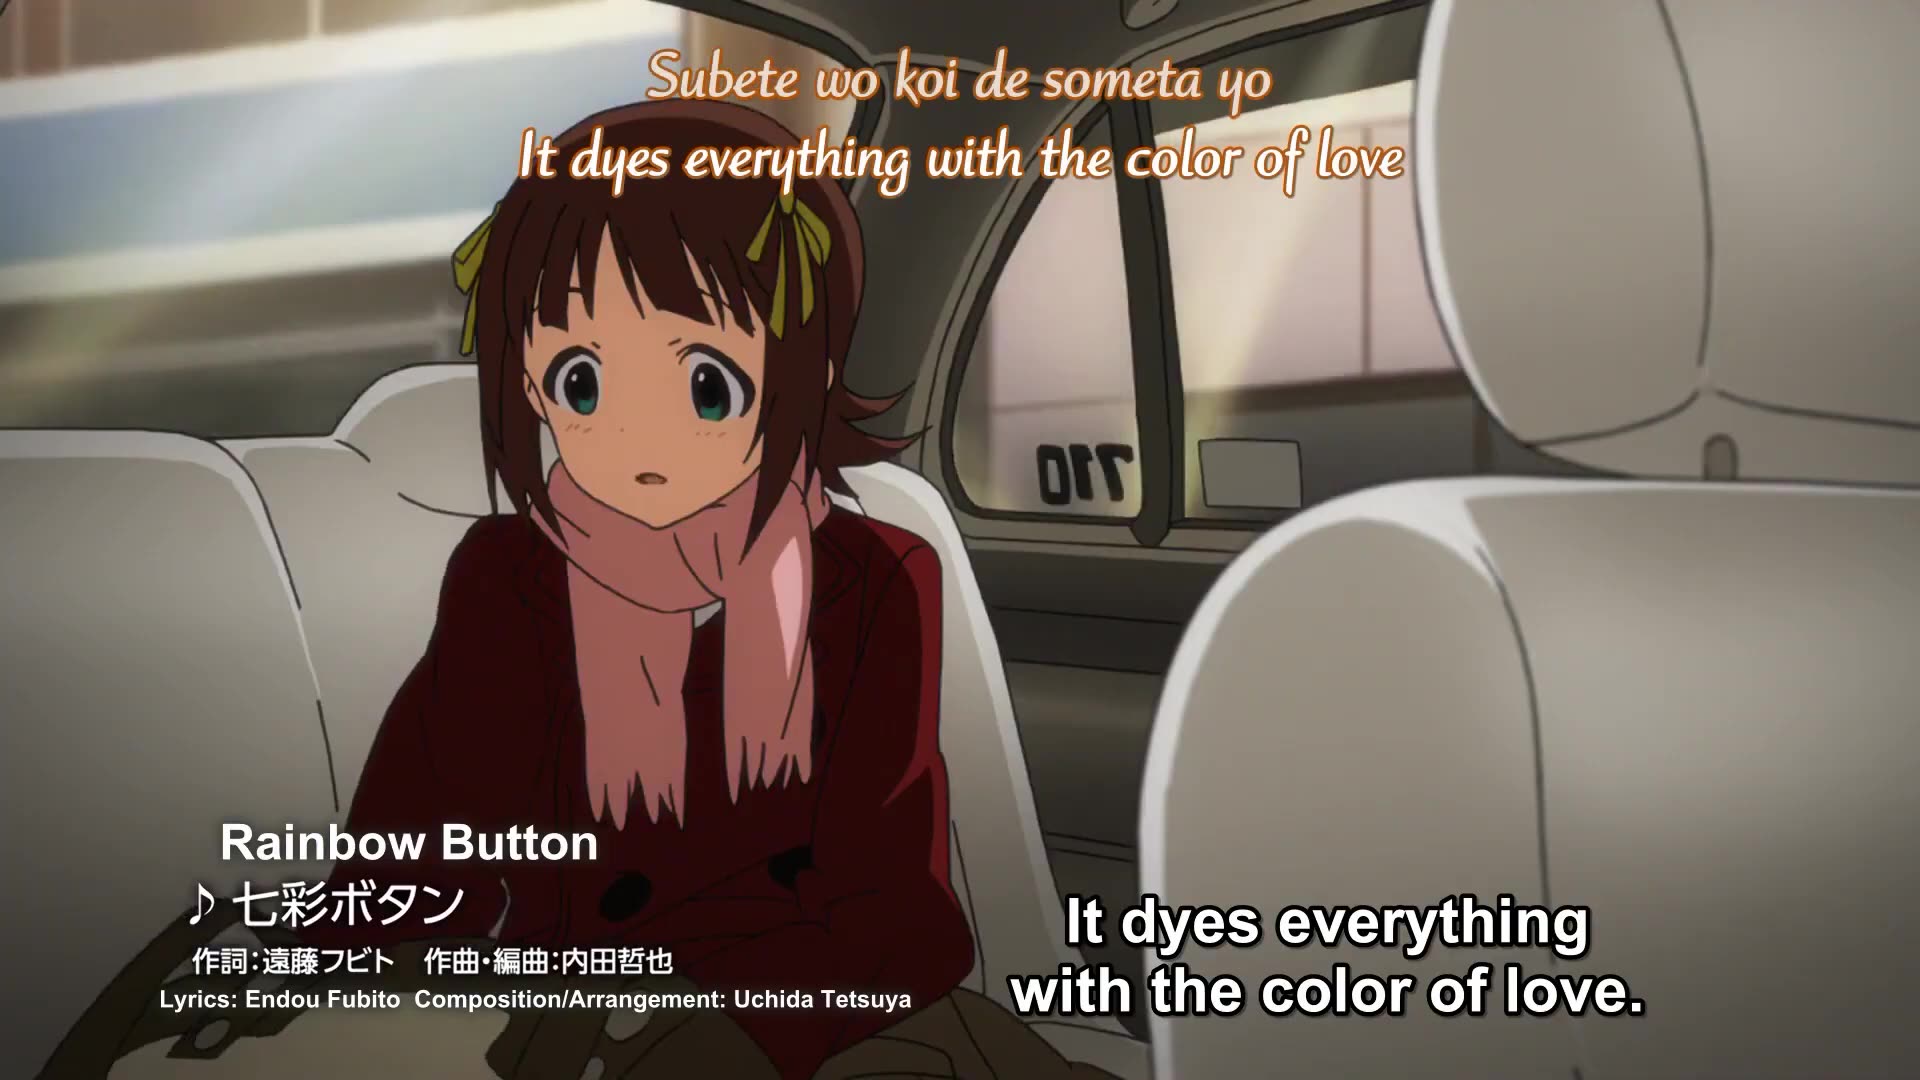 Subete wo koi de someta yo
It dyes everything with the color of love
710
Rainbow Button
♪ 七彩ボタン
作詞:遠藤フビト 作曲・編曲:内田哲也
Lyrics: Endou Fubito Composition/Arrangement: Uchida Tetsuya
It dyes everything
with the color of love.